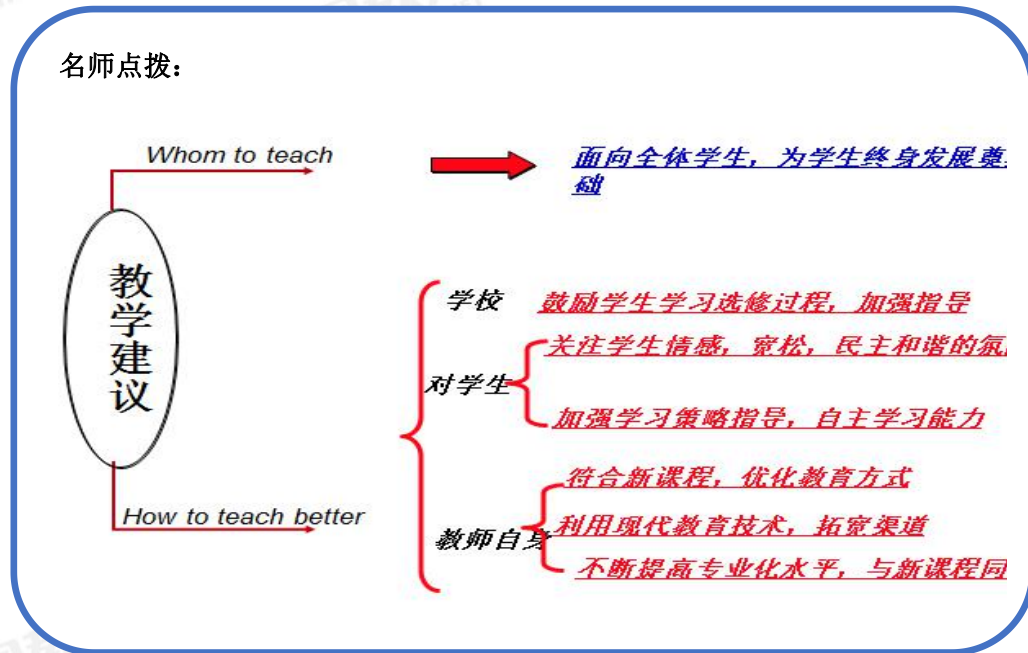 名师点拨：
Whom to teach
面向全体学生，为学生终身发展奠
础
教学建议
学校
鼓励学生学习选修过程，加强指导
关注学生情感，宽松，民主和谐的氛
对学生
加强学习策略指导，自主学习能力
符合新课程，优化教育方式
How to teach better
利用现代教育技术，拓宽渠道
教师自身
不断提高专业化水平，与新课程同